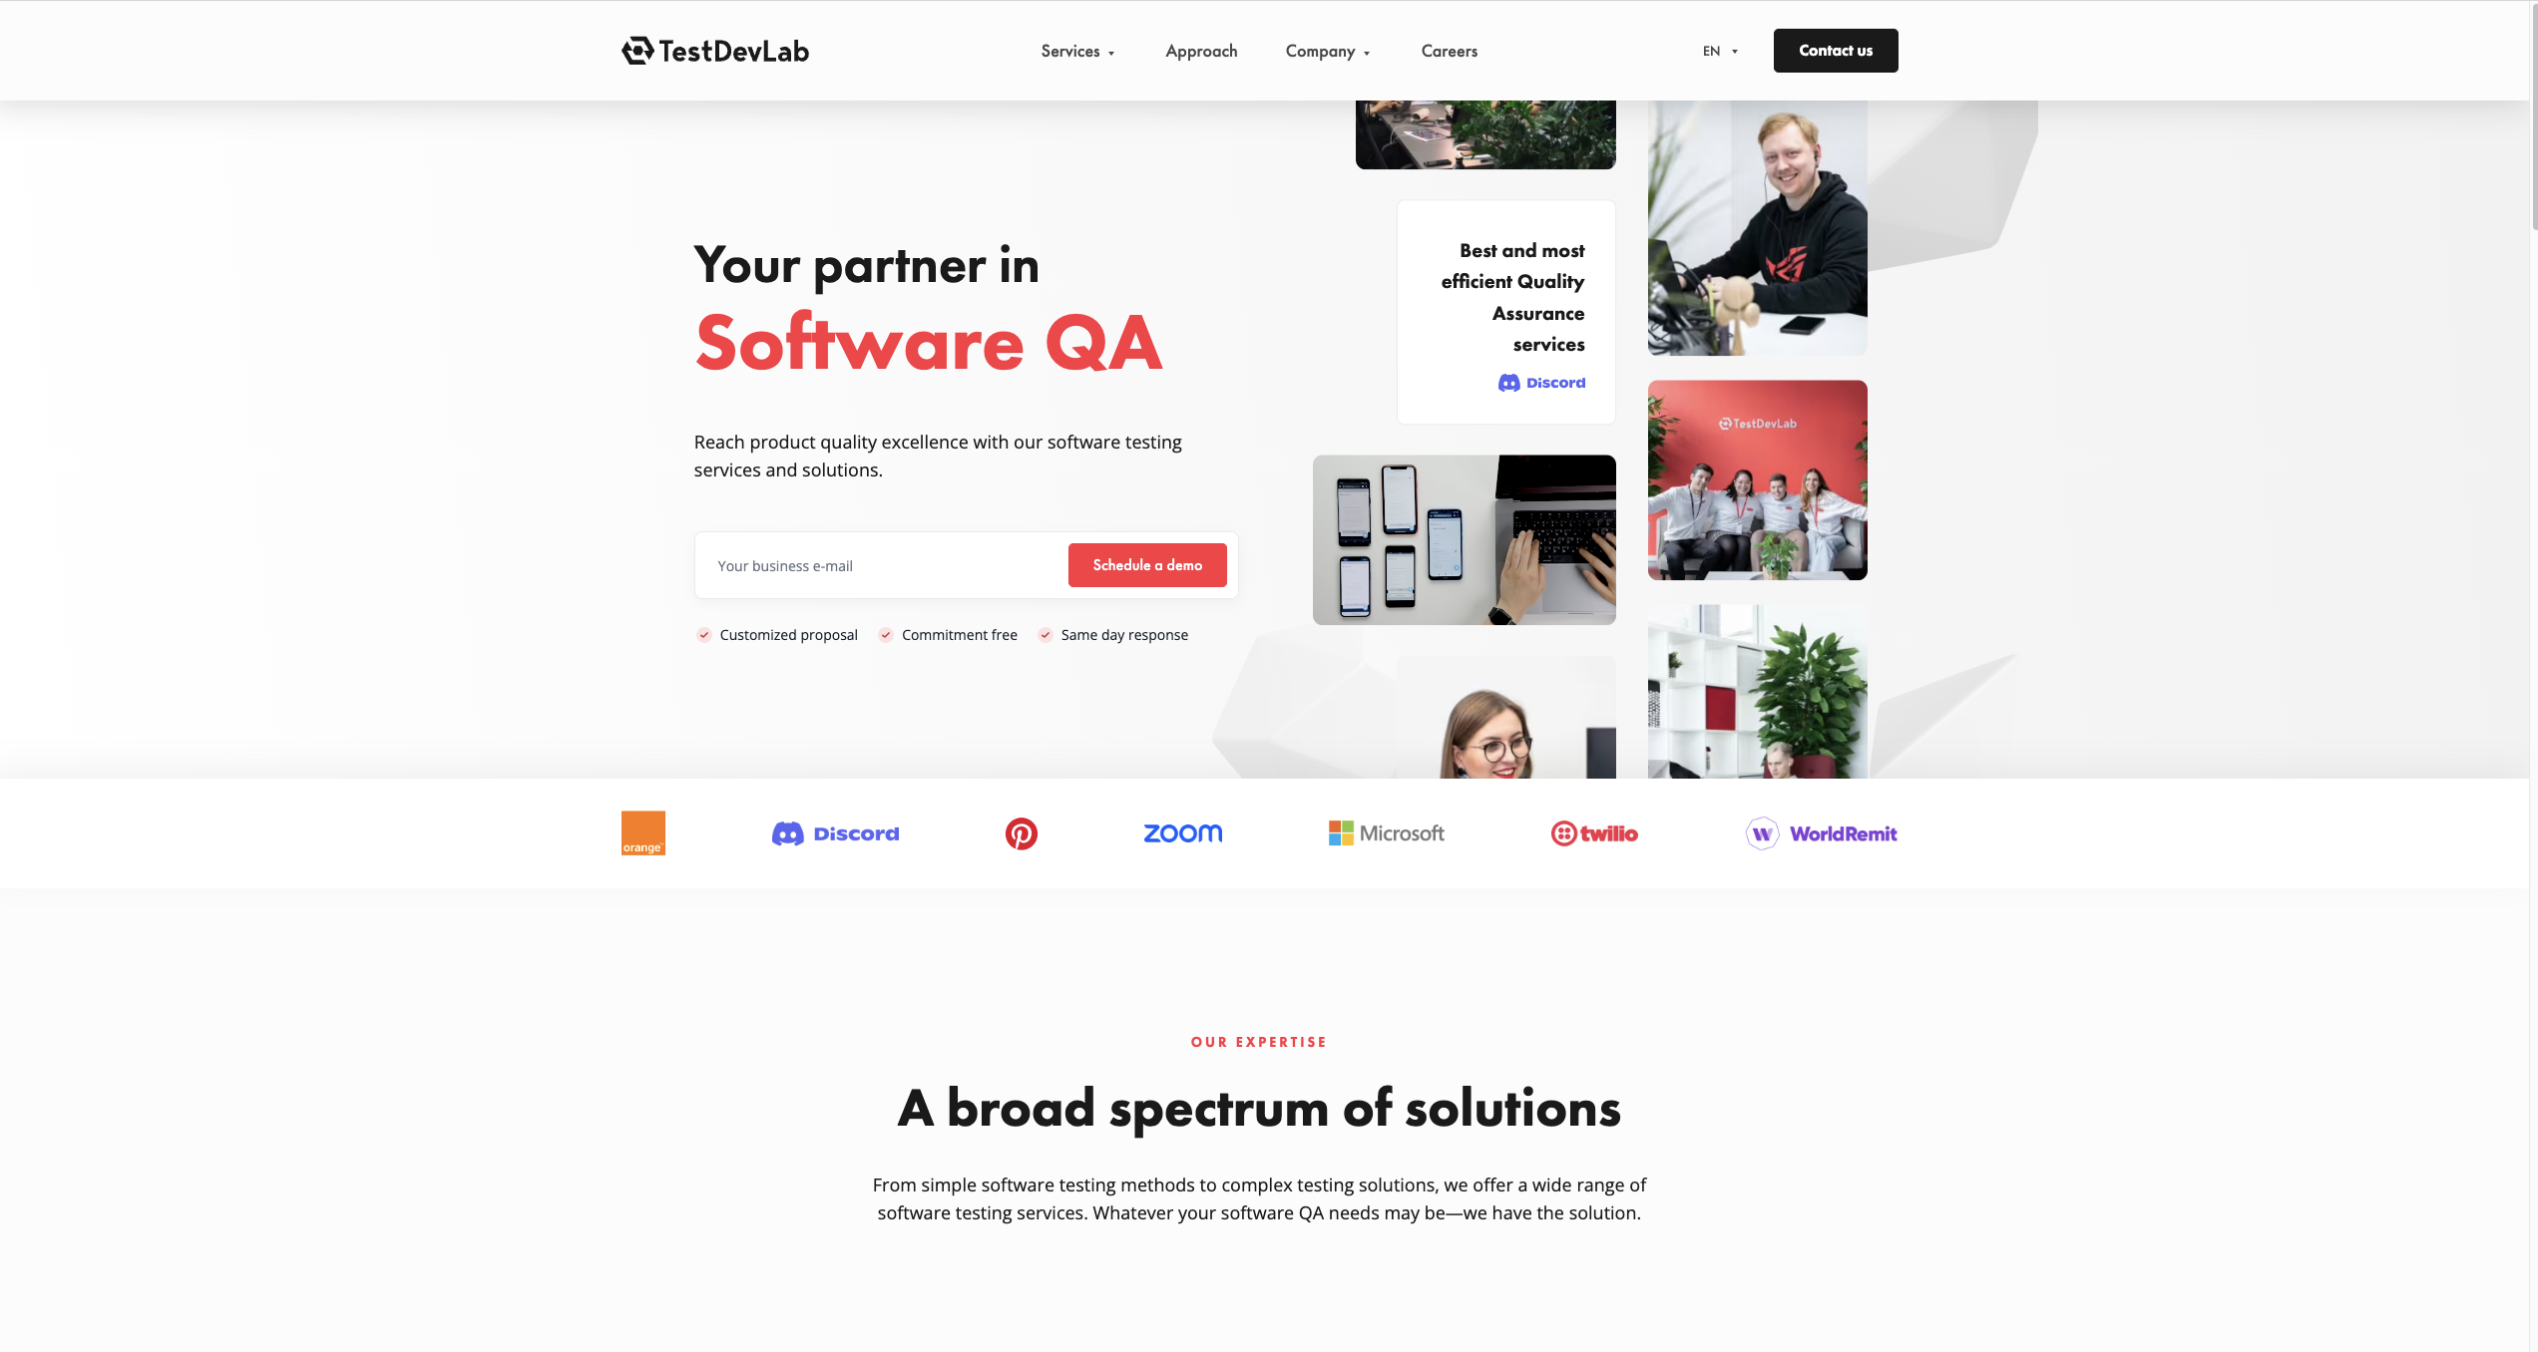 TestDevLab
Services
Approach
Company
Careers
EN
Contact us
Your partner in
Software QA
Reach product quality excellence with our software testing
services and solutions.
Your business e-mail
Schedule a demo
Customized proposal
Commitment free
Same day response
Best and most
efficient Quality
Assurance
services
Discord
TestDevLab
orange
Discord
zoom
Microsoft
twilio
W WorldRemit
OUR EXPERTISE
A broad spectrum of solutions
From simple software testing methods to complex testing solutions, we offer a wide range of
software testing services. Whatever your software QA needs may be—we have the solution.